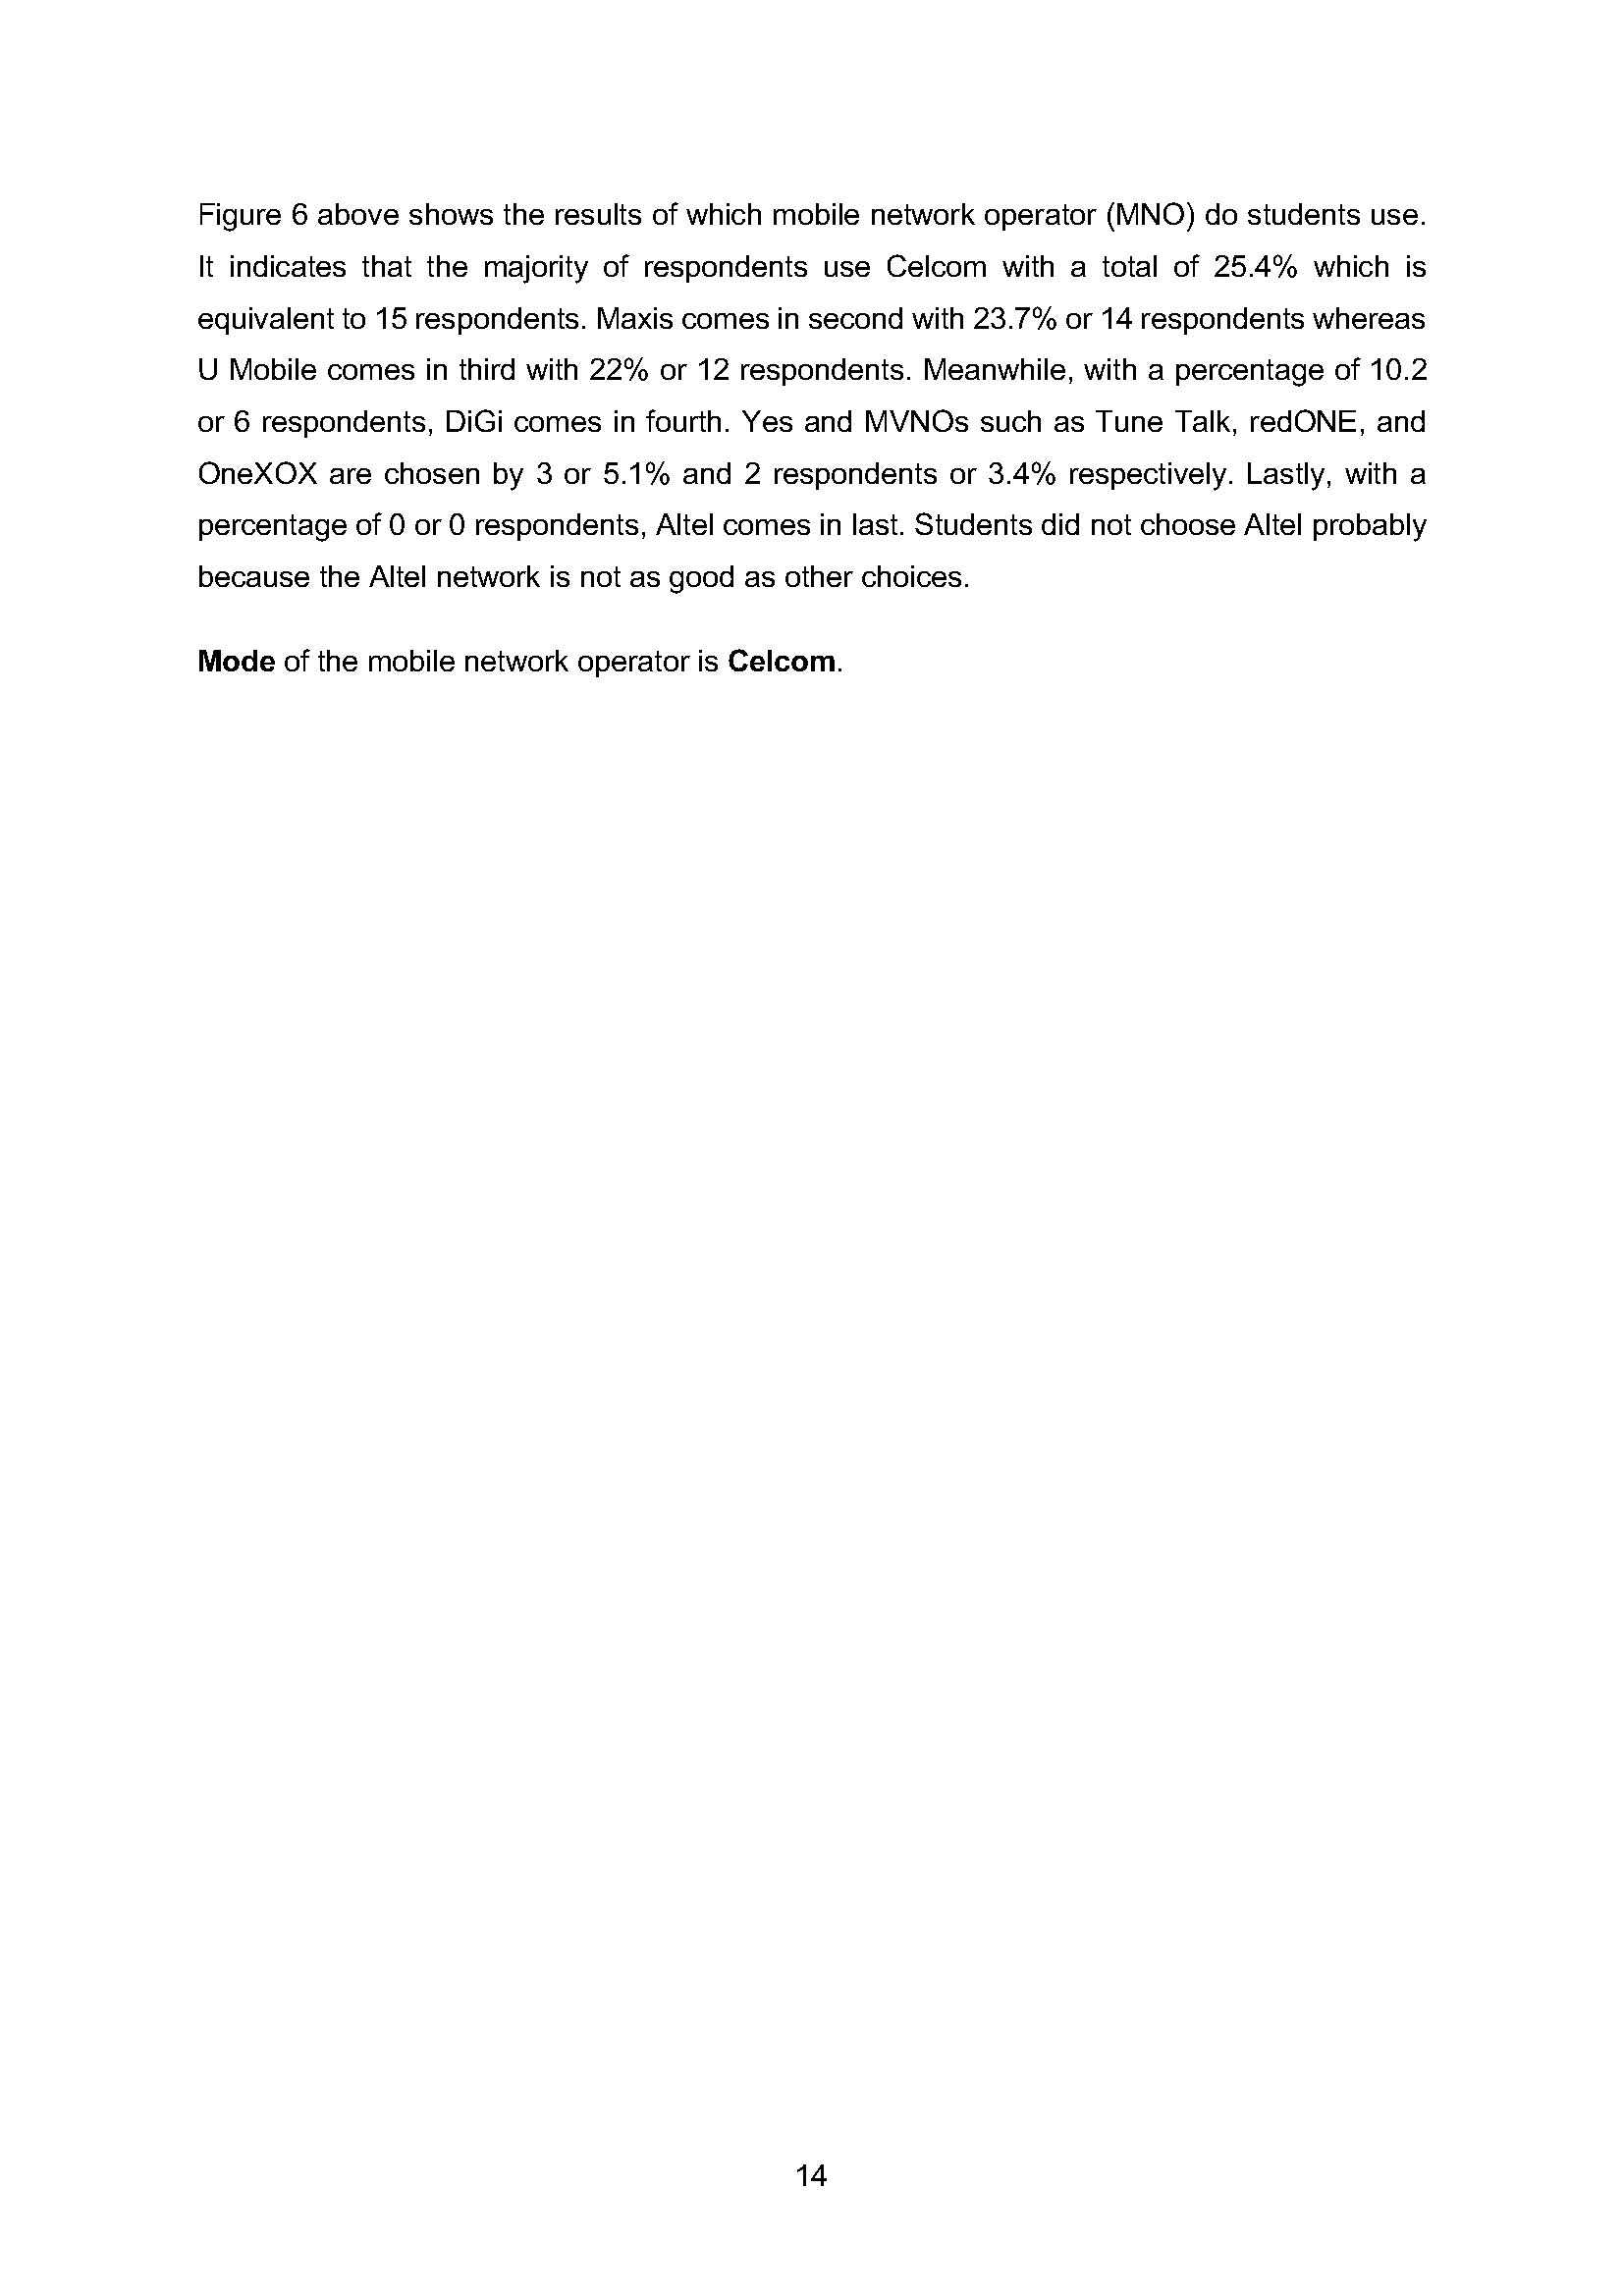 Figure 6 above shows the results of which mobile network operator (MNO) do students use.
It indicates that the majority of respondents use Celcom with a total of 25.4% which is
equivalent to 15 respondents. Maxis comes in second with 23.7% or 14 respondents whereas
U Mobile comes in third with 22% or 12 respondents. Meanwhile, with a percentage of 10.2
or 6 respondents, DiGi comes in fourth. Yes and MVNOs such as Tune Talk, redONE, and
OneXOX are chosen by 3 or 5.1% and 2 respondents or 3.4% respectively. Lastly, with a
percentage of 0 or 0 respondents, Altel comes in last. Students did not choose Altel probably
because the Altel network is not as good as other choices.
Mode of the mobile network operator is Celcom.
14